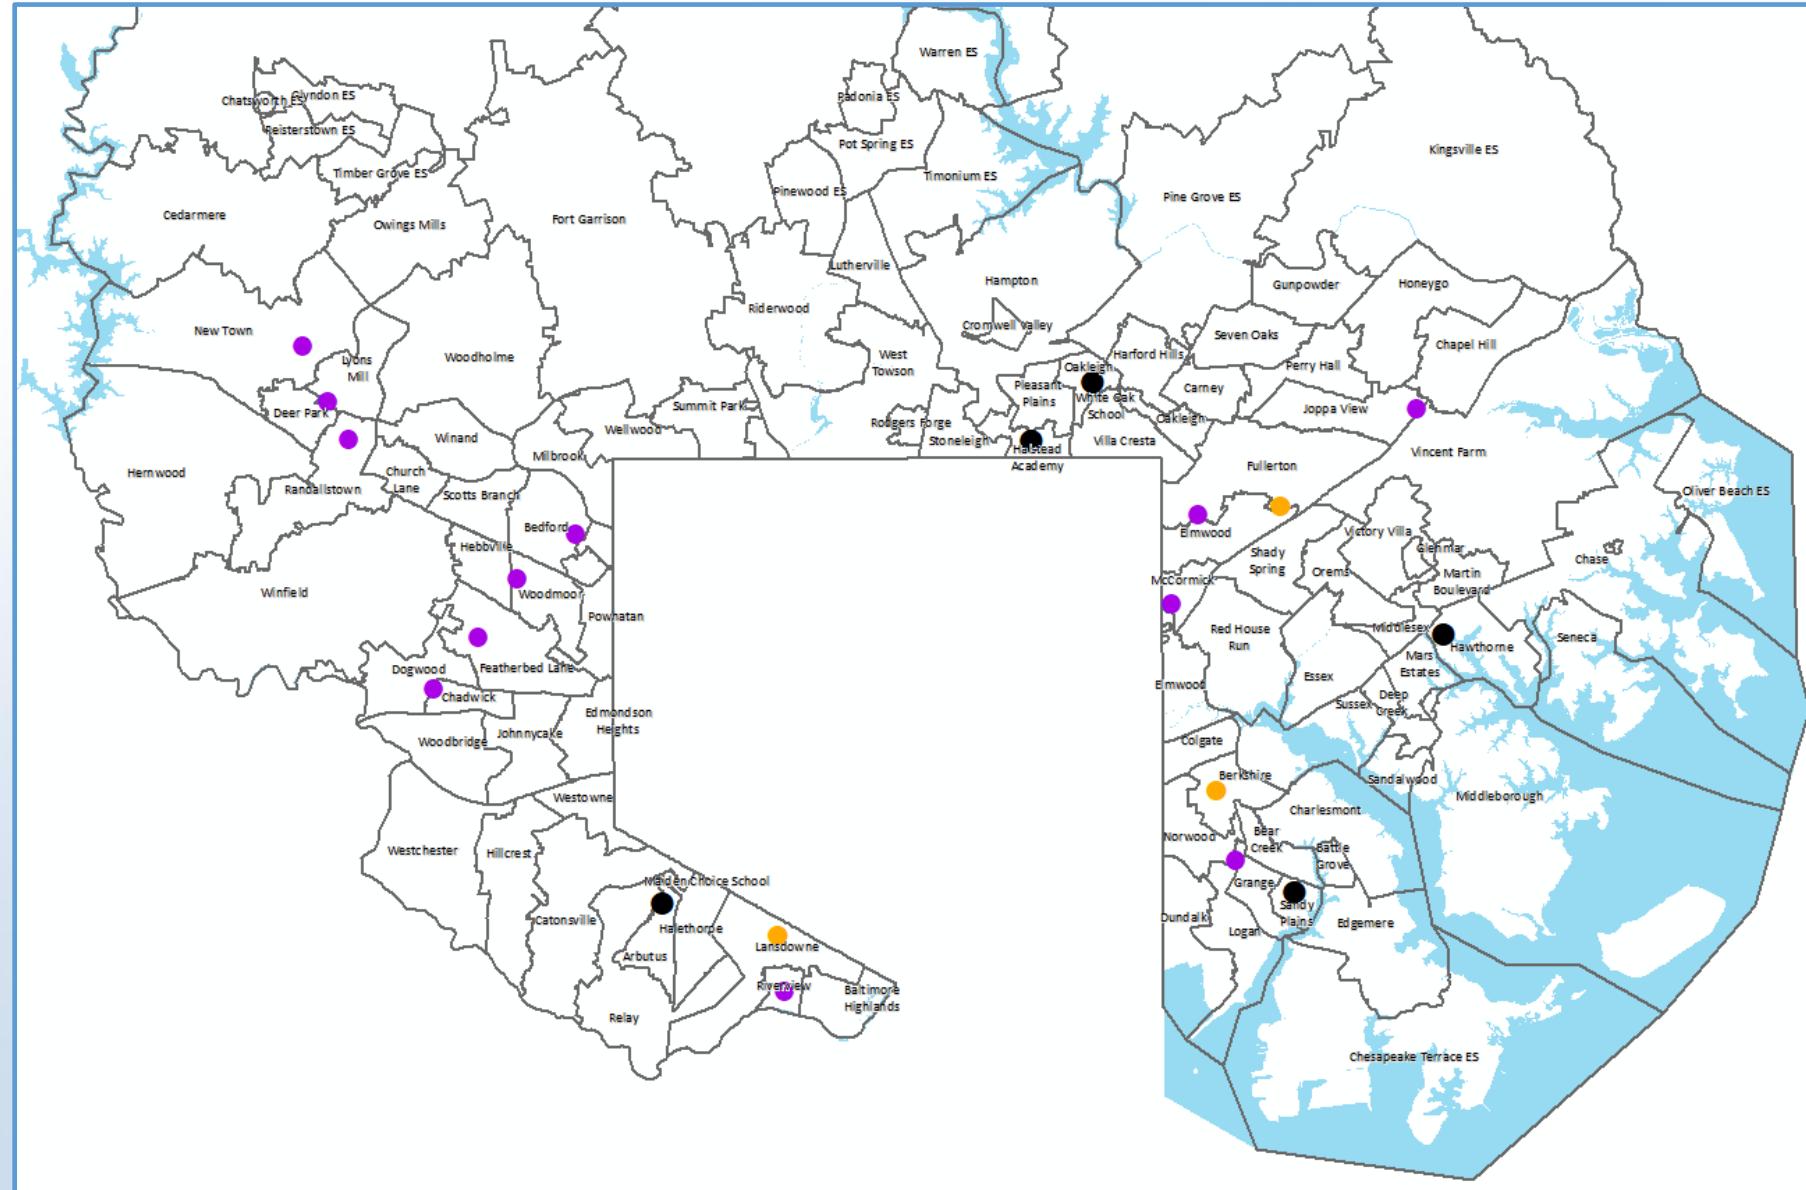 Warren ES
Padonia ES
Chatsworth ES
Glyndon ES
Reisterstown ES
Pot Spring ES
Kingsville ES
Timber Grove ES
Timonium ES
Pinewood ES
Pine Grove ES
Cedarmere
Owings Mills
Fort Garrison
Lutherville
Hampton
Gunpowder
Honeygo
Riderwood
New Town
Cromwell Valley
Seven Oaks
Chapel Hill
Lyons
Mill
Woodholme
West
Towson
Harford Hills
Oakleigh
Perry Hall
Pleasant
Plains
Carney
White Oak
School
Deer Park
Summit Park
Joppa View
Rodgers Forge
Oakleigh
Wellwood
Winand
Stoneleigh
Villa Cresta
Halstead
Academy
Milbrook
Vincent Farm
Fullerton
Hernwood
Church
Lane
Randallstown
Scotts Branch
Oliver Beach ES
Bedford
Elmwood
Victory Villa
Hebbville
Glenmar
Shady
Spring
Chase
Orems
Martin
Boulevard
McCormick
Winfield
Woodmoor
Powhatan
Red House
Run
Middlesex
Hawthorne
Seneca
Mars
Estates
Dogwood
Featherbed Lane
Essex
Elmwood
Chadwick
Deep
Creek
Sussex
Edmondson
Heights
Johnnycake
Woodbridge
Colgate
Berkshire
Sandalwood
Westowne
Middleborough
Charlesmont
Norwood
Bear
Creek
Battle
Grove
Westchester
Hillcrest
Maiden Choice School
Grange
Sandy
Plains
Catonsville
Halethorpe
Dundalk
Logan
Edgemere
Lansdowne
Arbutus
Riverview
Baltimore
Highlands
Relay
Chesapeake Terrace ES